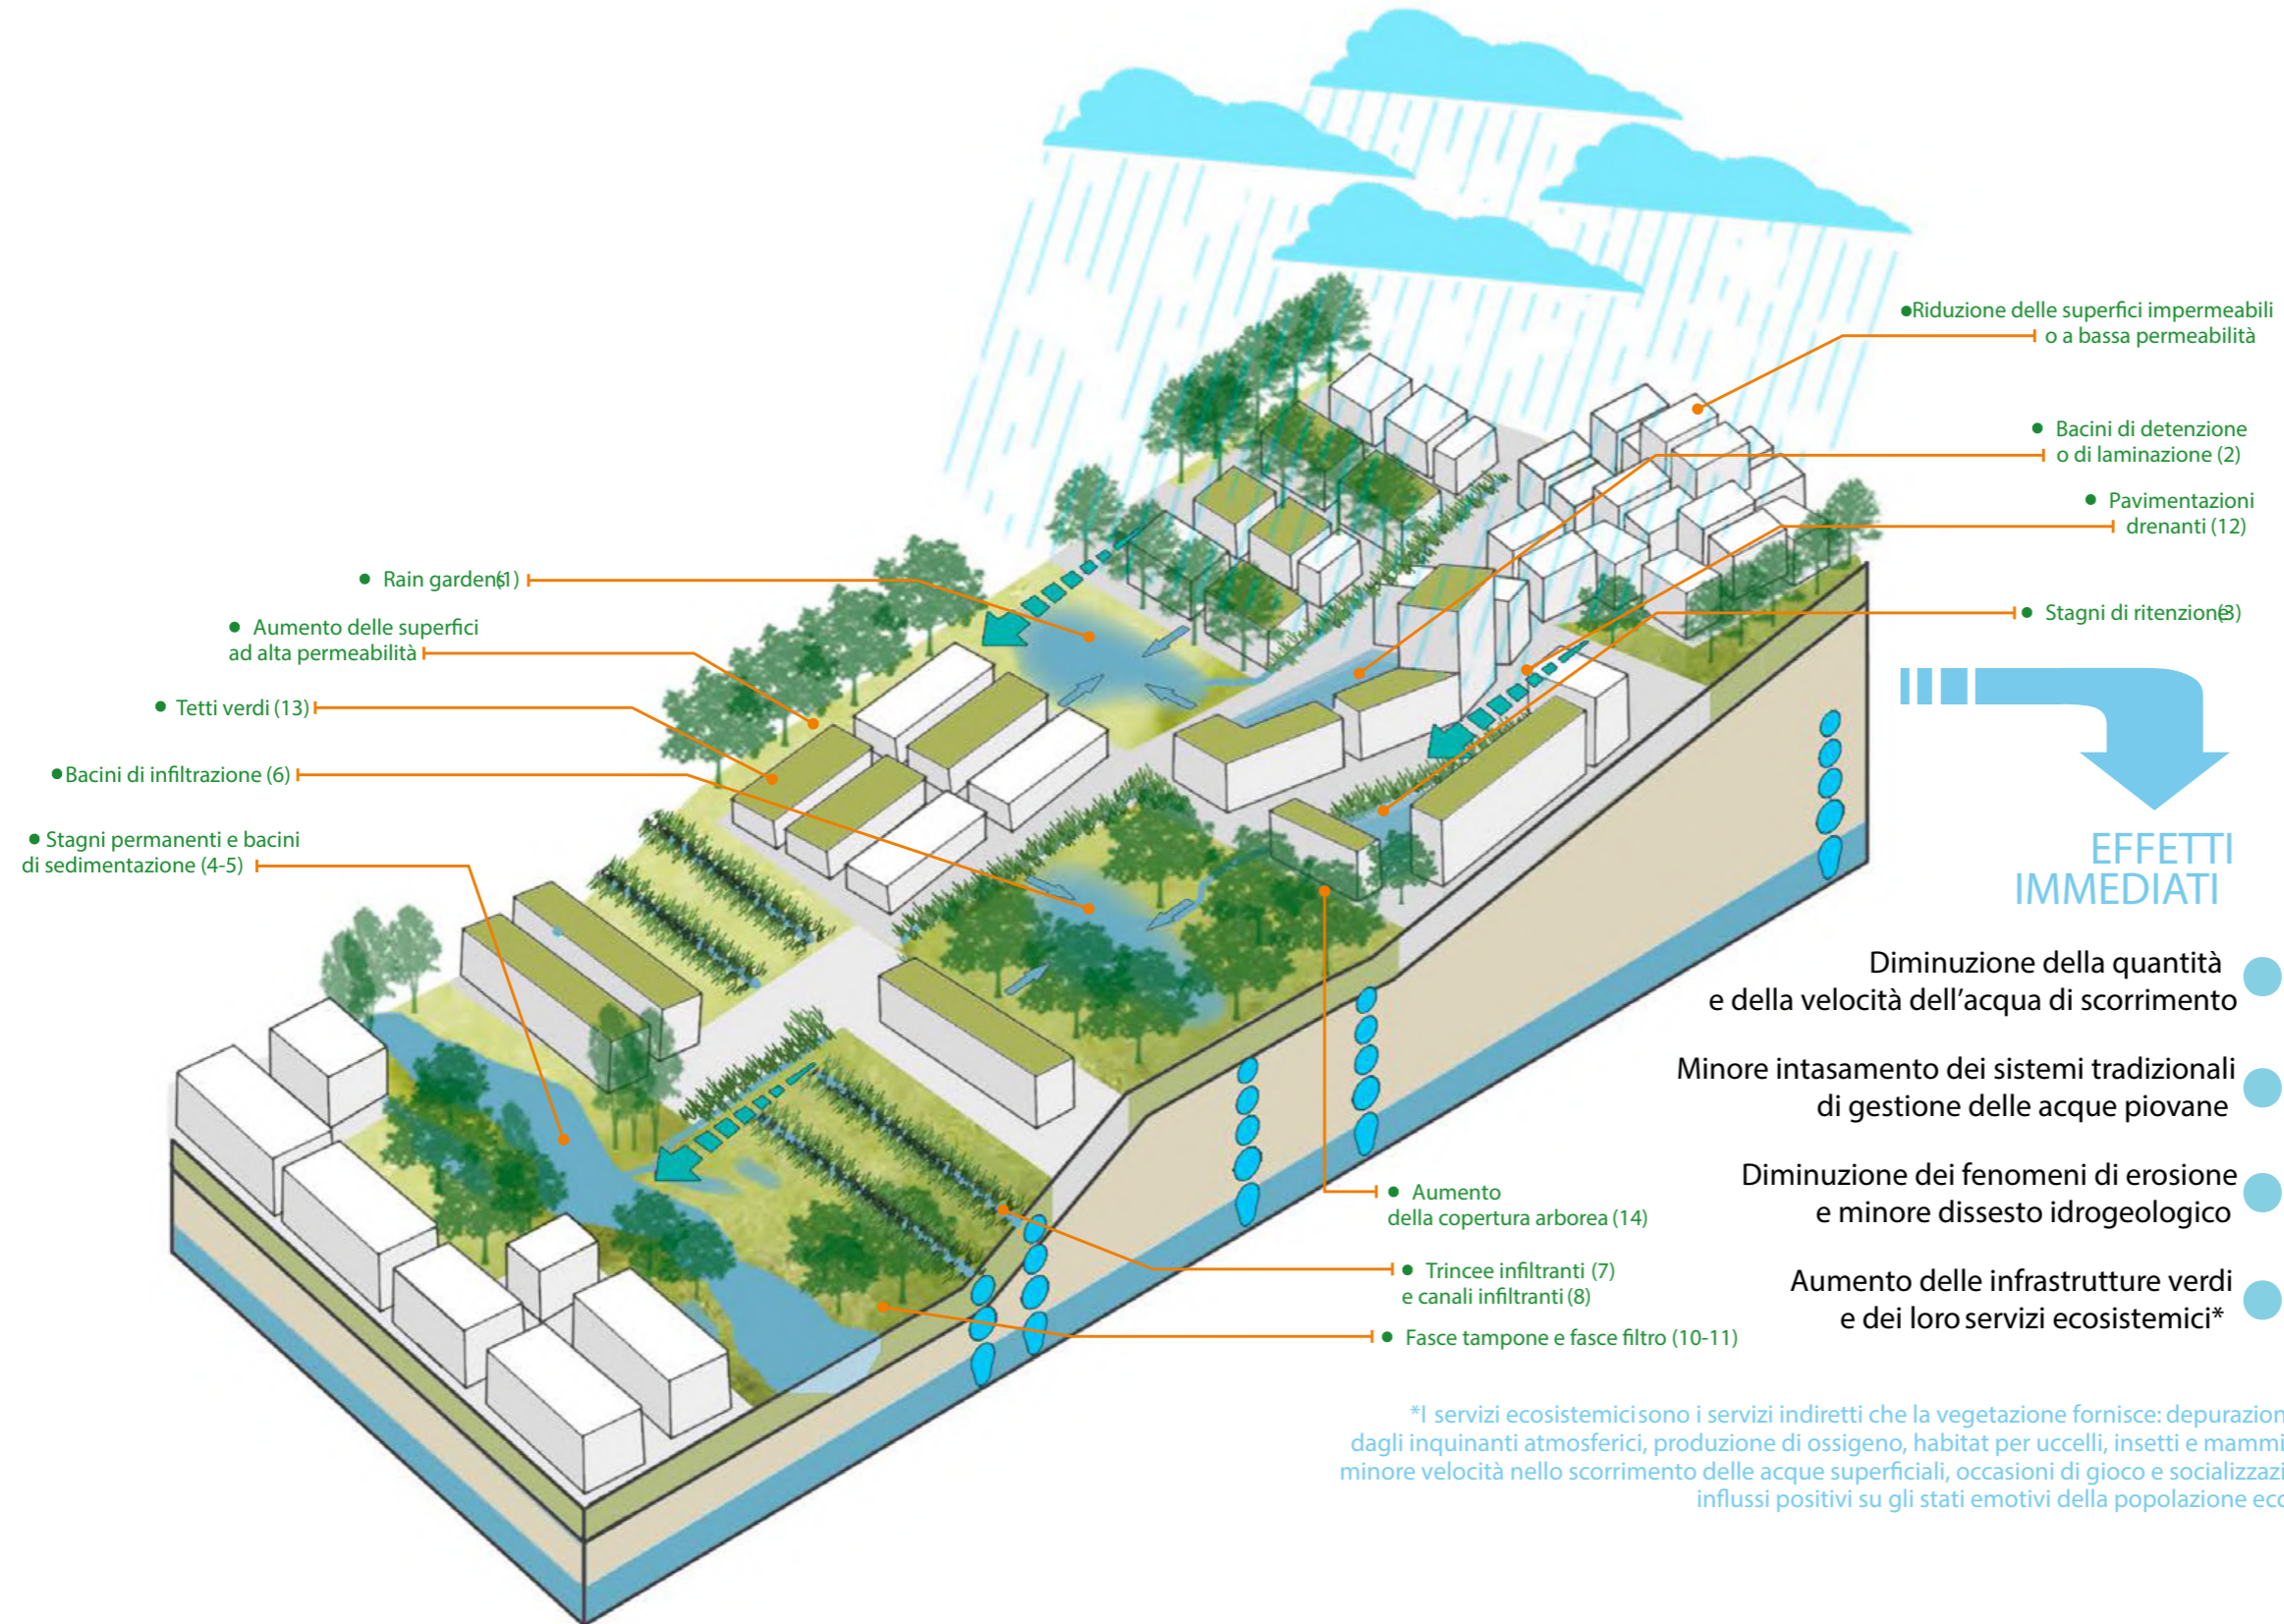 ●Riduzione delle superfici impermeabili
o a bassa permeabilità
● Bacini di detenzione
o di laminazione (2)
● Pavimentazioni
drenanti (12)
● Stagni di ritenzione(3)
● Rain gardens(1)
● Aumento delle superfici
ad alta permeabilità
● Tetti verdi (13)
●Bacini di infiltrazione (6)
● Stagni permanenti e bacini
di sedimentazione (4-5)
● Aumento
della copertura arborea (14)
● Trincee infiltranti (7)
e canali infiltranti (8)
● Fasce tampone e fasce filtro (10-11)
EFFETTI
IMMEDIATI
Diminuzione della quantità
e della velocità dell’acqua di scorrimento
Minore intasamento dei sistemi tradizionali
di gestione delle acque piovane
Diminuzione dei fenomeni di erosione
e minore dissesto idrogeologico
Aumento delle infrastrutture verdi
e dei loro servizi ecosistemici*
*I servizi ecosistemici sono i servizi indiretti che la vegetazione fornisce: depurazion
dagli inquinanti atmosferici, produzione di ossigeno, habitat per uccelli, insetti e mammi
minore velocità nello scorrimento delle acque superficiali, occasioni di gioco e socializzazi
influssi positivi su gli stati emotivi della popolazione ecc